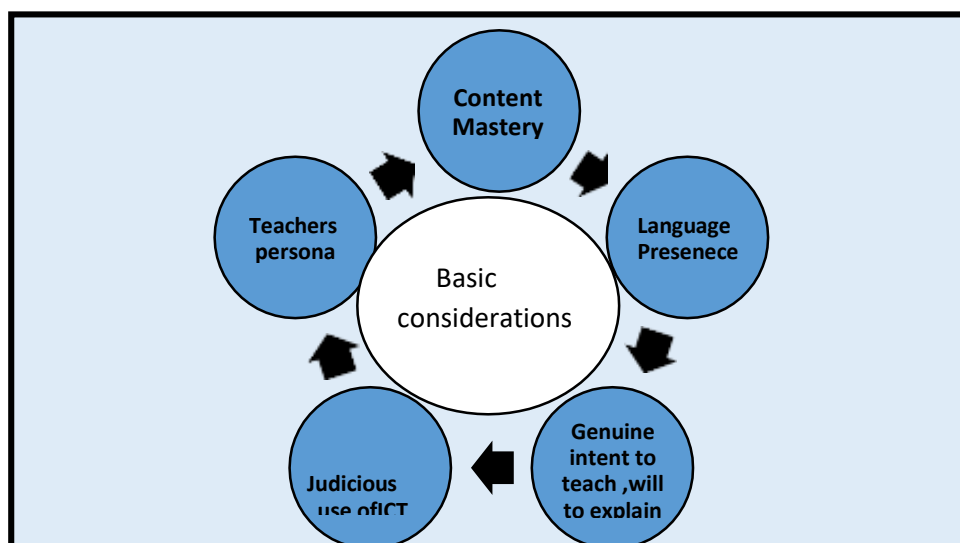 Content
Mastery
Language
Presenece
Genuine
intent to
teach ,will
to explain
Judicious
use ofICT
Teachers
persona
Basic
considerations